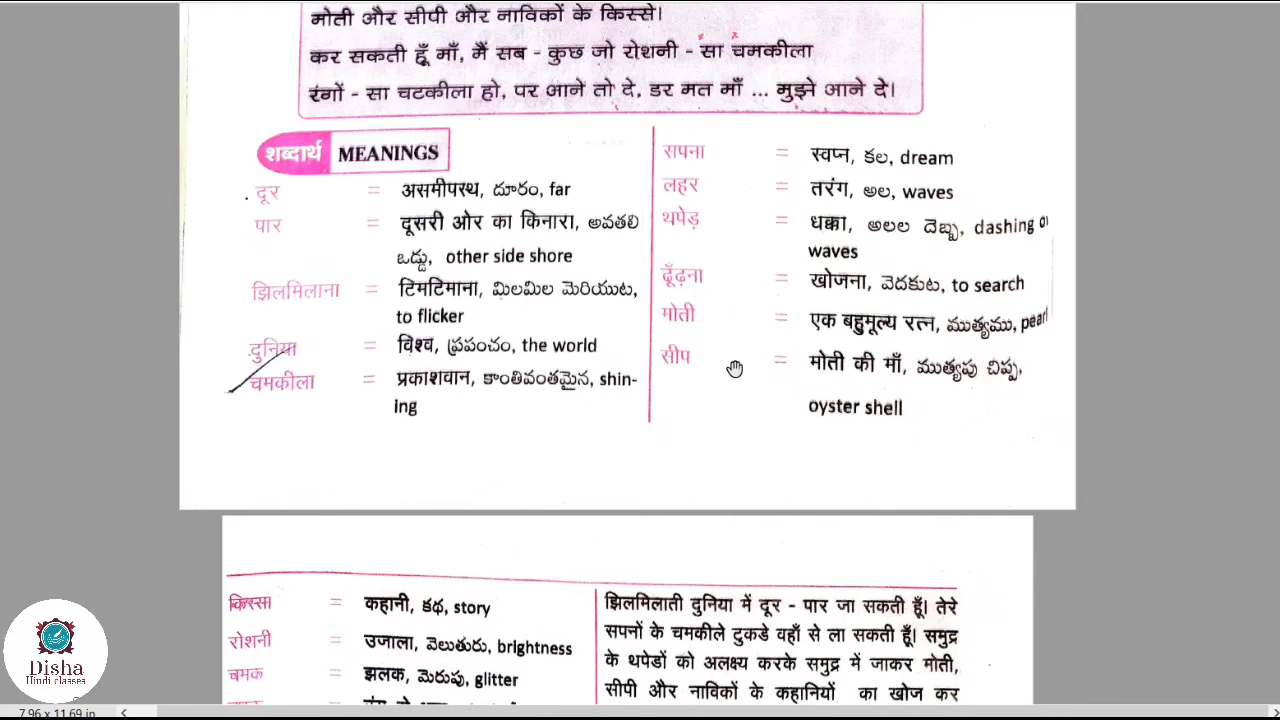 मोती और सीपी और नाविकों के किस्से।
कर सकती हूँ माँ, मैं सब - कुछ जो रोशनी - सा चमकीला
रंगों - सा चटकीला हो, पर आने तो दे, डर मत माँ ... मुझे आने दे।
शब्दार्थ MEANINGS
दूर = असमीपस्थ, దూరం, far
पार = दूसरी ओर का किनारा, అవతలి
ఒడ్డు, other side shore
झिलमिलाना = टिमटिमाना, మిలమిల మెరియుట,
to flicker
दुनिया = विश्व, ప్రపంచం, the world
चमकीला = प्रकाशवान, కాంతివంతమైన, shin-
ing
सपना = स्वप्न, కల, dream
लहर = तरंग, అల, waves
थपेड़ = धक्का, అలల దెబ్బ, dashing of
waves
ढूँढ़ना = खोजना, వెదకుట, to search
मोती = एक बहुमूल्य रत्न, ముత్యము, pearl
सीप = मोती की माँ, ముత్యపు చిప్ప,
oyster shell
किस्सा = कहानी, కథ, story
रोशनी = उजाला, వెలుతురు, brightness
चमक = झलक, మెరుపు, glitter
झिलमिलाती दुनिया में दूर - पार जा सकती हूँ। तेरे
सपनों के चमकीले टुकडे वहाँ से ला सकती हूँ। समुद्र
के थपेडों को अलक्ष्य करके समुद्र में जाकर मोती,
सीपी और नाविकों के कहानियों का खोज कर
Disha
Hindi classes
7.96 x 11.69 in